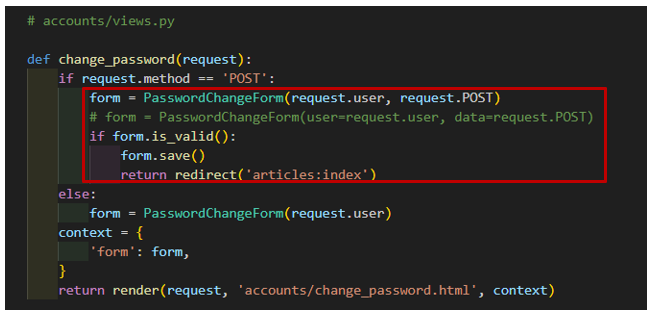 # accounts/views.py
def change_password(request):
    if request.method == 'POST':
        form = PasswordChangeForm(request.user, request.POST)
        # form = PasswordChangeForm(user=request.user, data=request.POST)
        if form.is_valid():
            form.save()
            return redirect('articles:index')
    else:
        form = PasswordChangeForm(request.user)
    context = {
        'form': form,
    }
    return render(request, 'accounts/change_password.html', context)